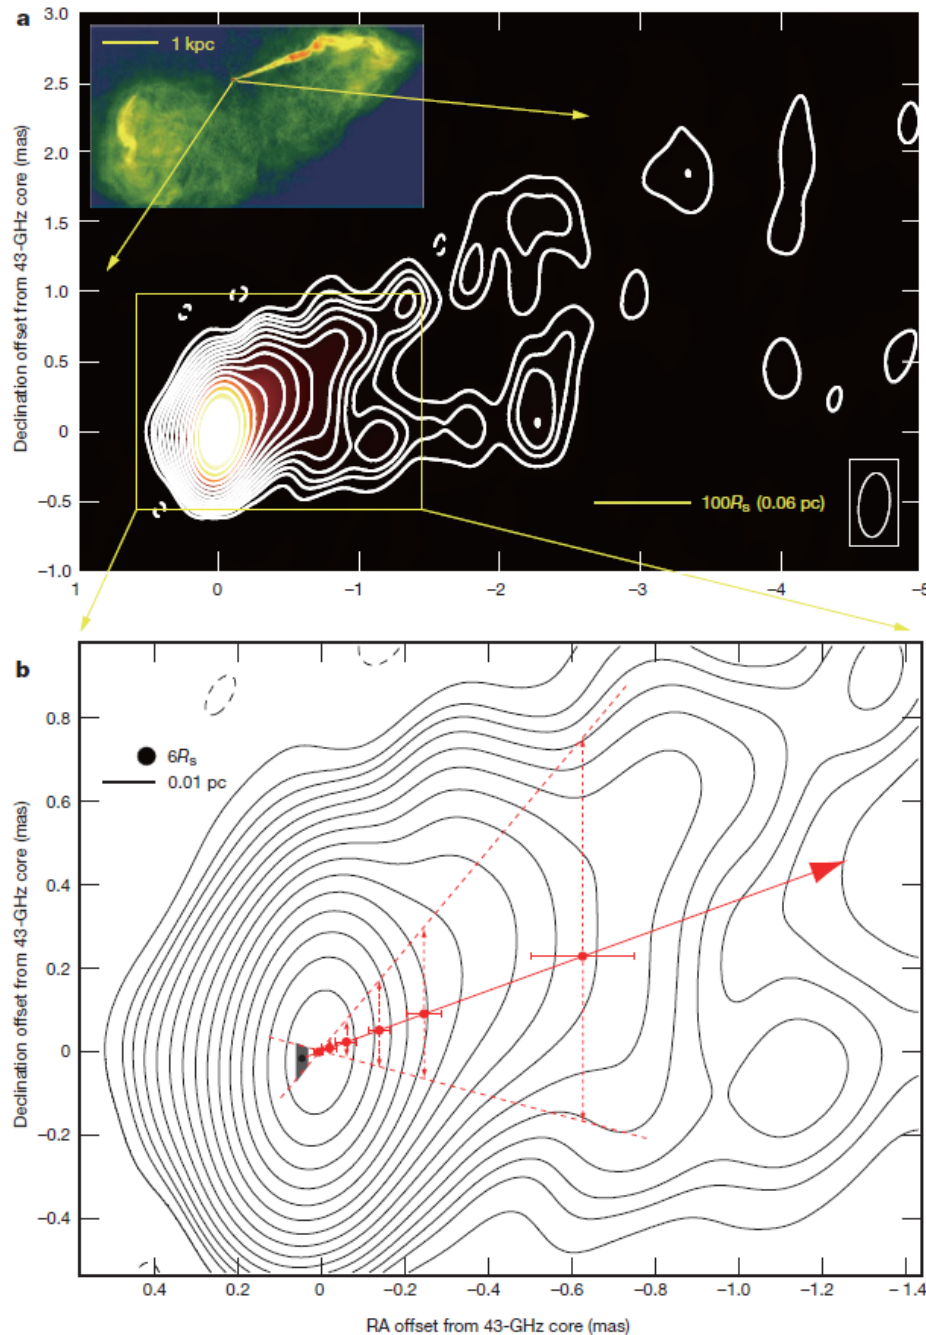 a
3.0
2.5
2.0
1.5
1.0
0.5
0
–0.5
–1.0
Declination offset from 43-GHz core (mas)
1 kpc
100Rs (0.06 pc)
1 0 –1 –2 –3 –4 –5
b
6Rs
0.01 pc
0.8
0.6
0.4
0.2
0
–0.2
–0.4
Declination offset from 43-GHz core (mas)
0.4 0.2 0 –0.2 –0.4 –0.6 –0.8 –1.0 –1.2 –1.4
RA offset from 43-GHz core (mas)